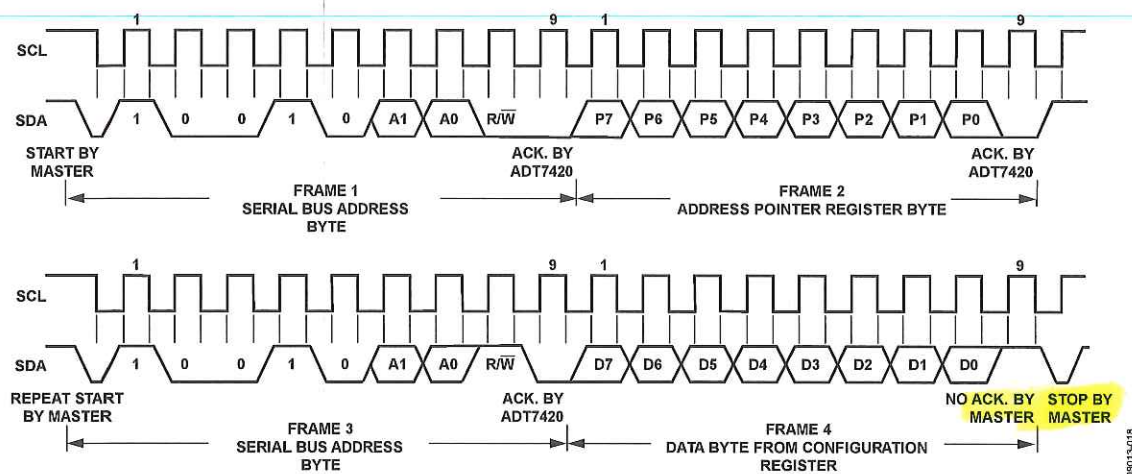 1 9 1 9
SCL
SDA 1 0 0 1 0 A1 A0 R/W̅ P7 P6 P5 P4 P3 P2 P1 P0
START BY
MASTER
ACK. BY
ADT7420
ACK. BY
ADT7420
FRAME 1
SERIAL BUS ADDRESS
BYTE
FRAME 2
ADDRESS POINTER REGISTER BYTE
1 9 1 9
SCL
SDA 1 0 0 1 0 A1 A0 R/W̅ D7 D6 D5 D4 D3 D2 D1 D0
REPEAT START
BY MASTER
ACK. BY
ADT7420
NO ACK. BY
MASTER
STOP BY
MASTER
FRAME 3
SERIAL BUS ADDRESS
BYTE
FRAME 4
DATA BYTE FROM CONFIGURATION
REGISTER
09013-018